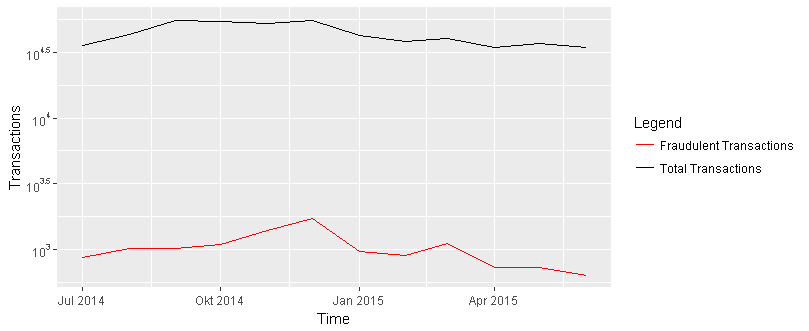 10^4.5
10^4
10^3.5
10^3
Transactions
Jul 2014
Okt 2014
Jan 2015
Apr 2015
Time
Legend
Fraudulent Transactions
Total Transactions